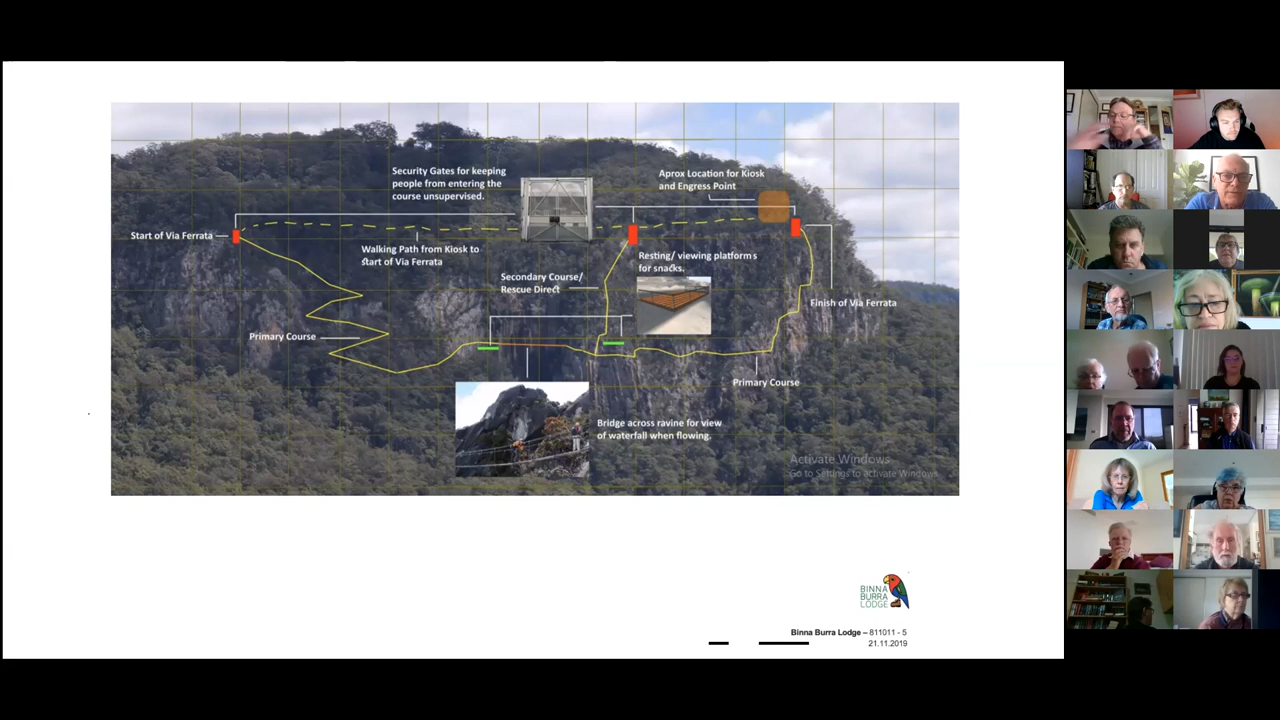 Security Gates for keeping
people from entering the
course unsupervised.
Aprox Location for Kiosk
and Engress Point
Start of Via Ferrata
Walking Path from Kiosk to
start of Via Ferrata
Resting/ viewing platforms
for snacks.
Secondary Course/
Rescue Direct
Finish of Via Ferrata
Primary Course
Primary Course
Bridge across ravine for view
of waterfall when flowing.
Activate Windows
Go to Settings to activate Windows.
BINNA
BURRA
LODGE
Binna Burra Lodge – 811011 - 5
21.11.2019